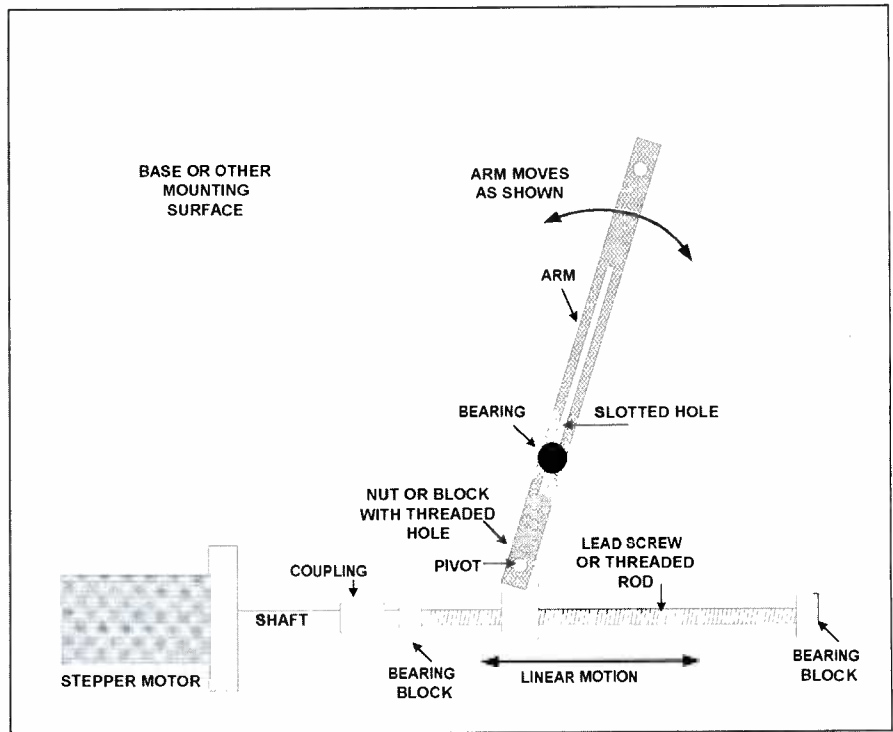 BASE OR OTHER
MOUNTING
SURFACE
ARM MOVES
AS SHOWN
ARM
BEARING
SLOTTED HOLE
NUT OR BLOCK
WITH THREADED
HOLE
PIVOT
LEAD SCREW
OR THREADED
ROD
COUPLING
SHAFT
STEPPER MOTOR
BEARING
BLOCK
LINEAR MOTION
BEARING
BLOCK